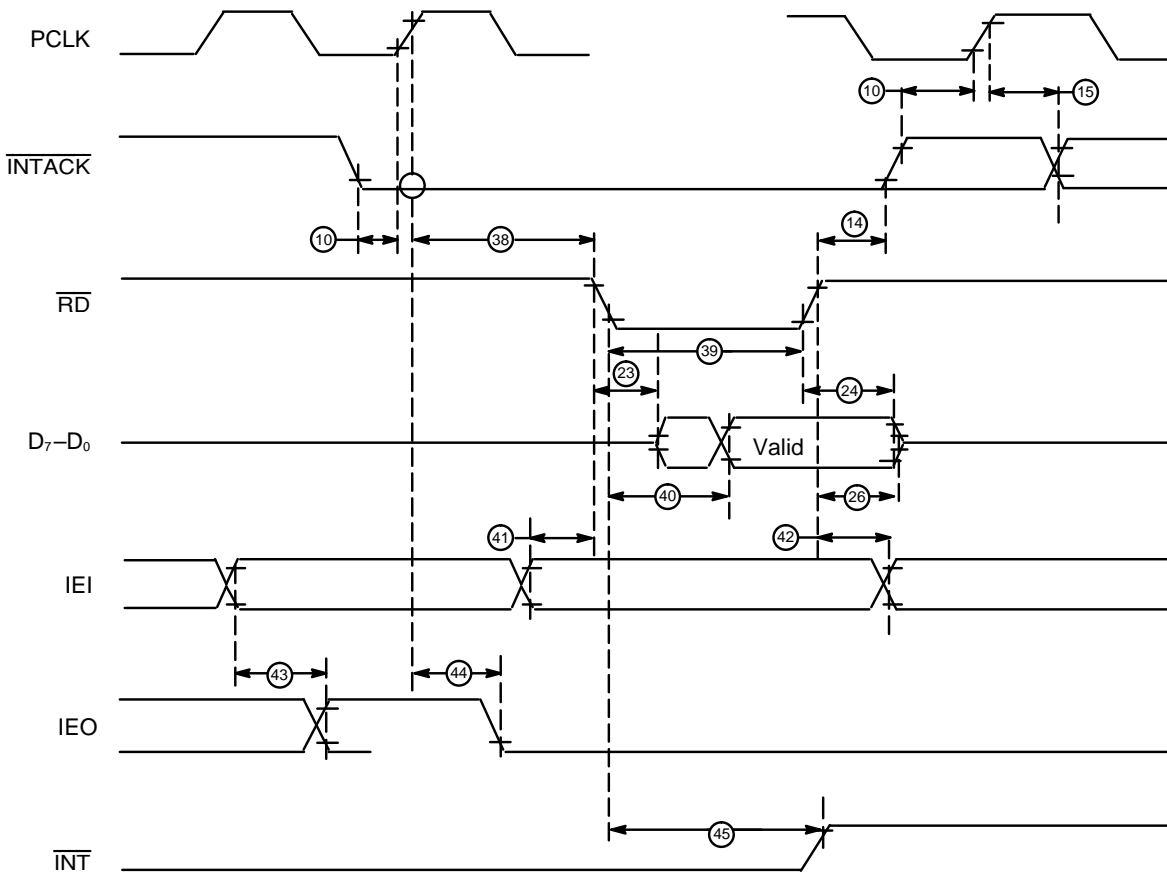 PCLK
10
15
INTACK
10
38
14
RD
39
23
24
D₇–D₀
Valid
40
26
41
42
IEI
43
44
IEO
45
INT